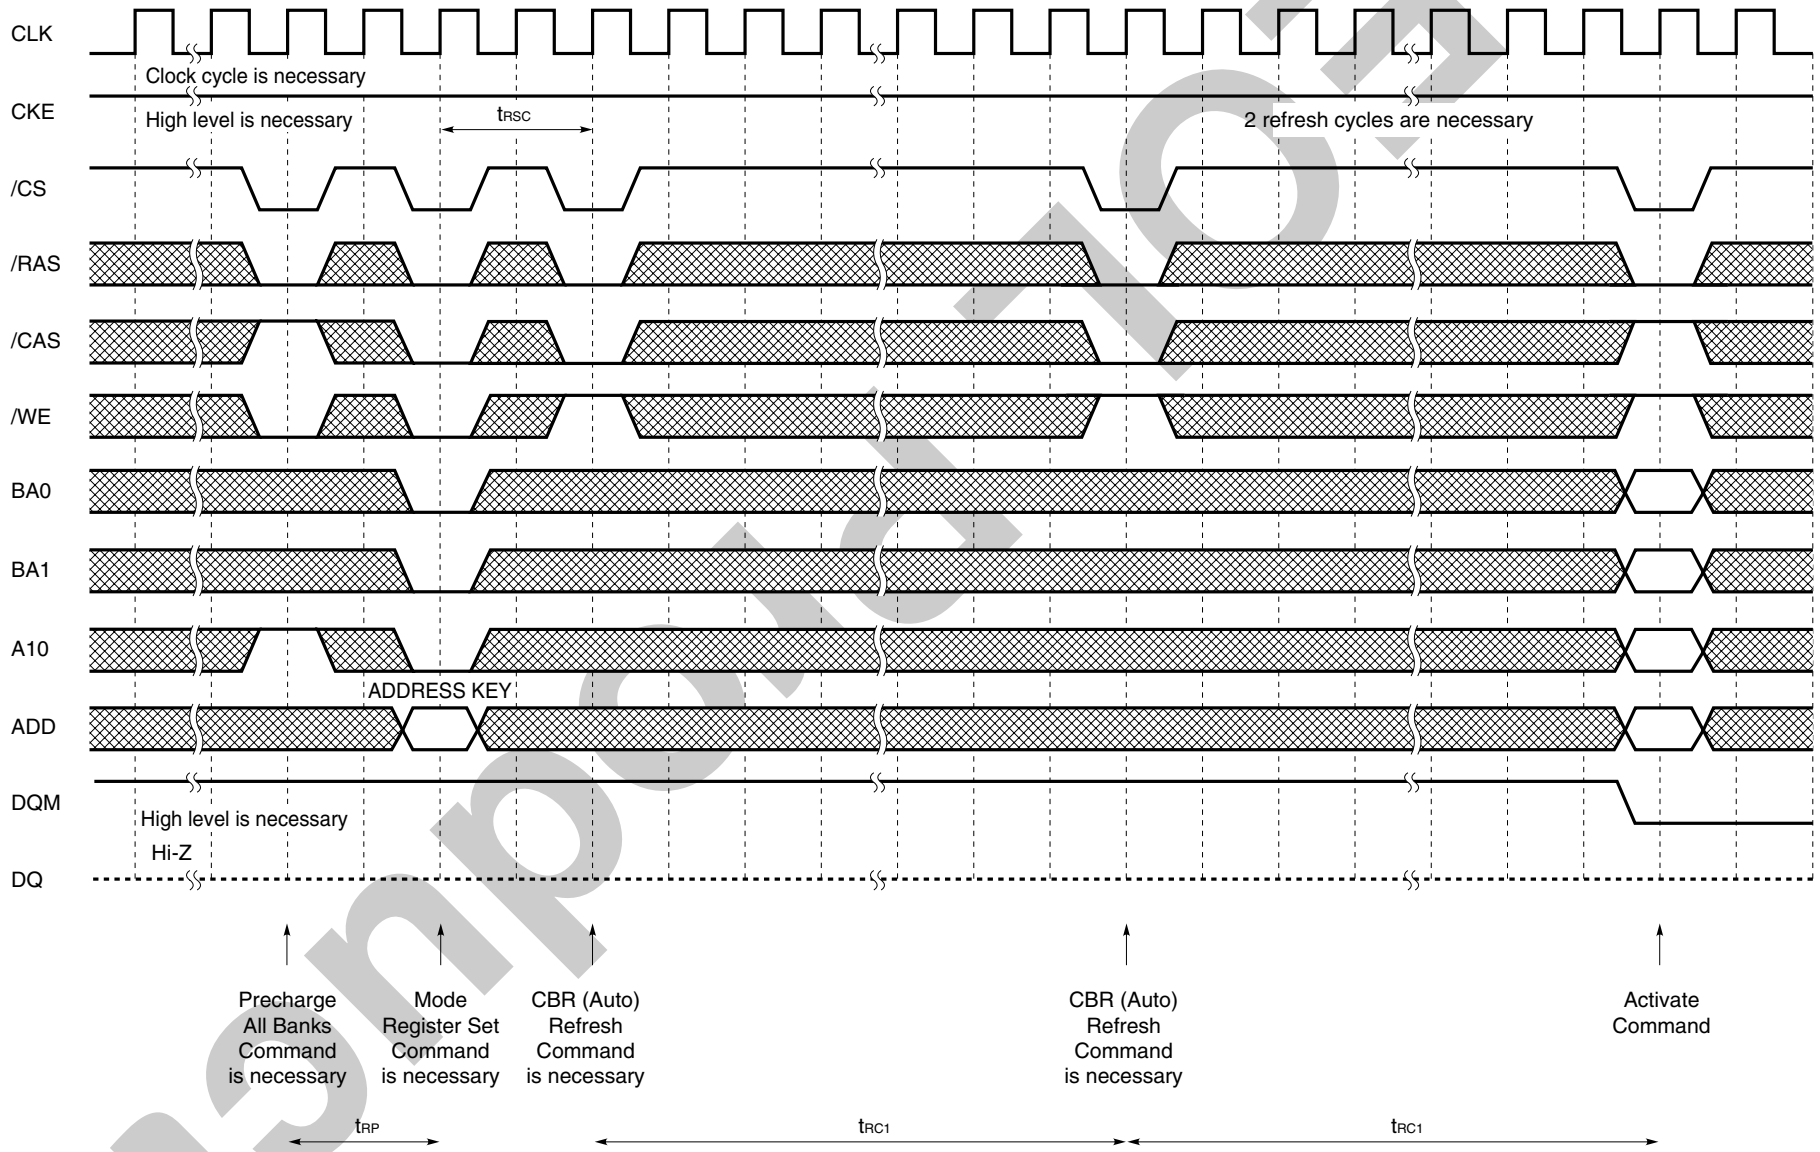 CLK
Clock cycle is necessary
CKE
High level is necessary
tRSC
2 refresh cycles are necessary
/CS
/RAS
/CAS
/WE
BA0
BA1
A10
ADDRESS KEY
ADD
DQM
High level is necessary
Hi-Z
DQ
Precharge
All Banks
Command
is necessary
Mode
Register Set
Command
is necessary
CBR (Auto)
Refresh
Command
is necessary
CBR (Auto)
Refresh
Command
is necessary
Activate
Command
tRP
tRC1
tRC1
EOL Product